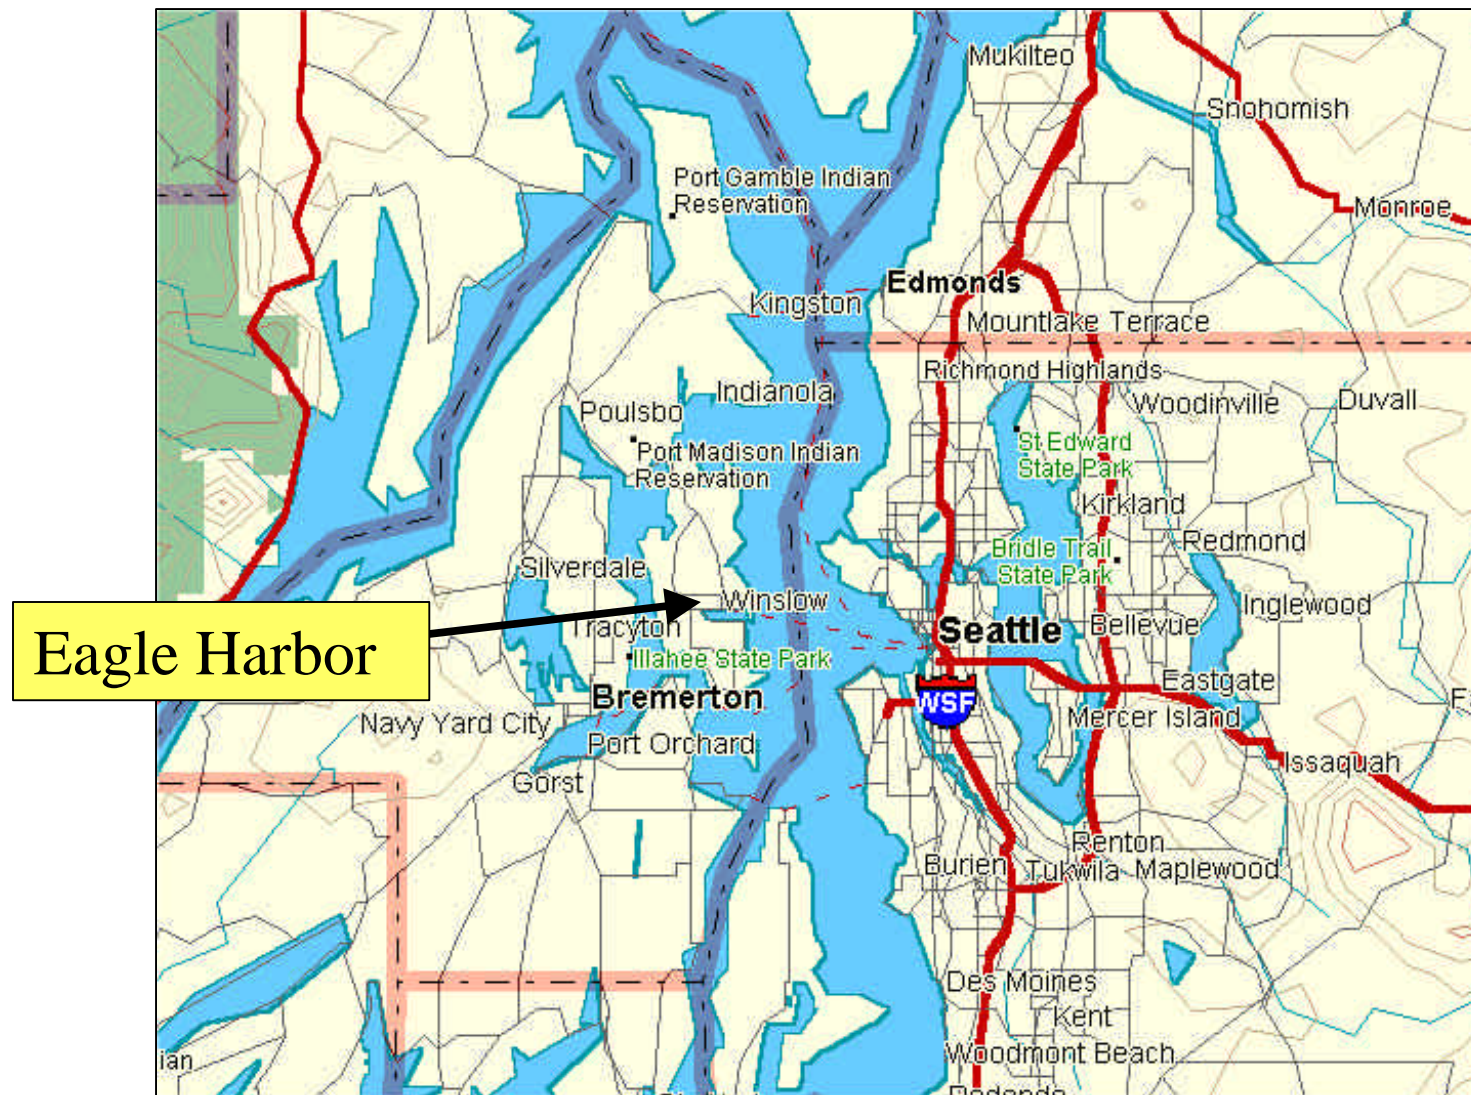 Mukilteo
Snohomish
Port Gamble Indian
Reservation
Monroe
Edmonds
Kingston
Mountlake Terrace
Richmond Highlands
Indianola
Woodinville
Duvall
Poulsbo
St Edward
State Park
Port Madison Indian
Reservation
Kirkland
Redmond
Bridle Trail
State Park
Silverdale
Winslow
Inglewood
Eagle Harbor
Tracyton
Seattle
Bellevue
Illahee State Park
Eastgate
Bremerton
WSF
Navy Yard City
Mercer Island
Port Orchard
Issaquah
Gorst
Renton
Burien
Tukwila
Maplewood
Des Moines
Kent
Woodmont Beach
ian